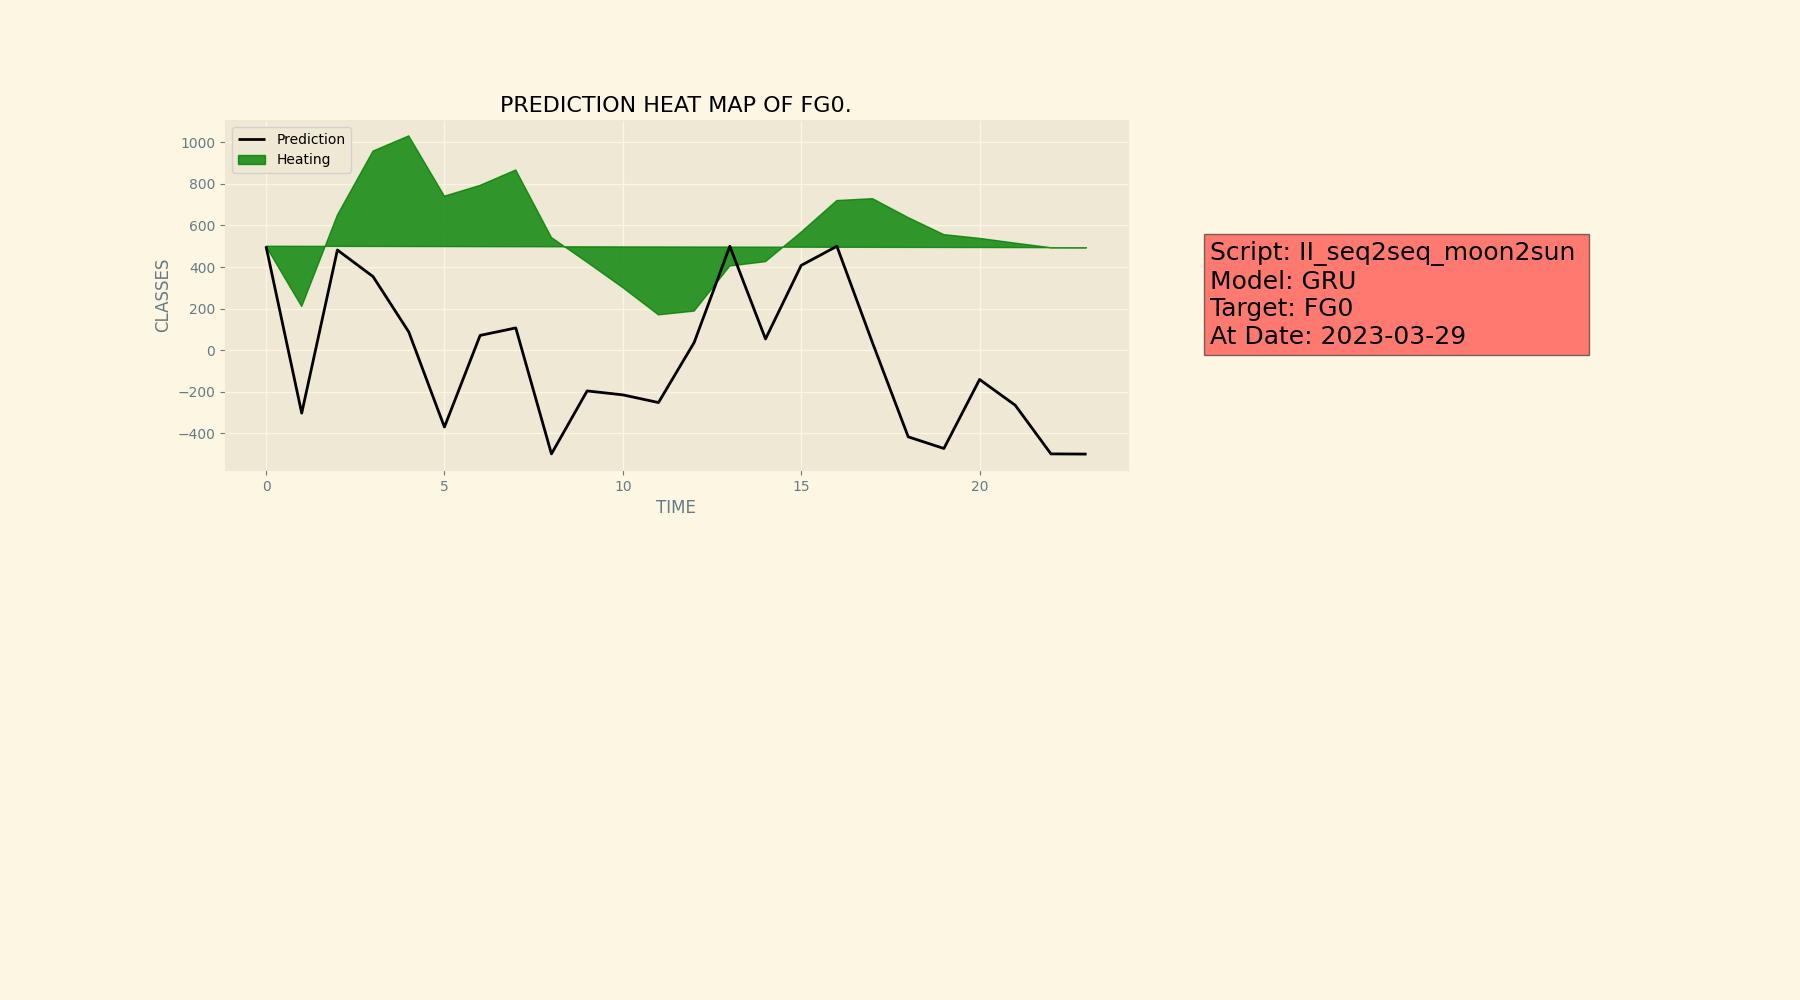 PREDICTION HEAT MAP OF FG0.
Prediction
Heating
1000
800
600
400
200
0
−200
−400
CLASSES
0 5 10 15 20
TIME
Script: II_seq2seq_moon2sun
Model: GRU
Target: FG0
At Date: 2023-03-29